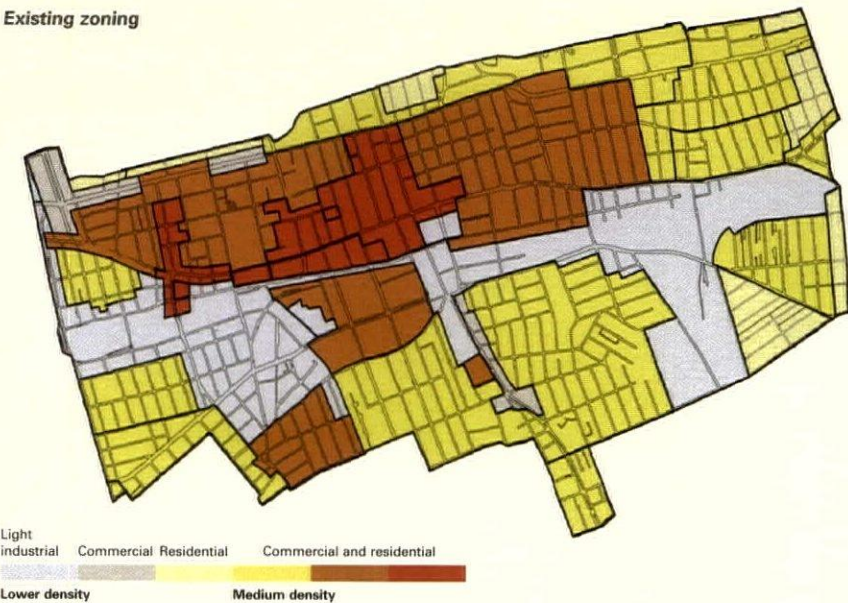 Existing zoning
Light
industrial Commercial Residential Commercial and residential
Lower density Medium density